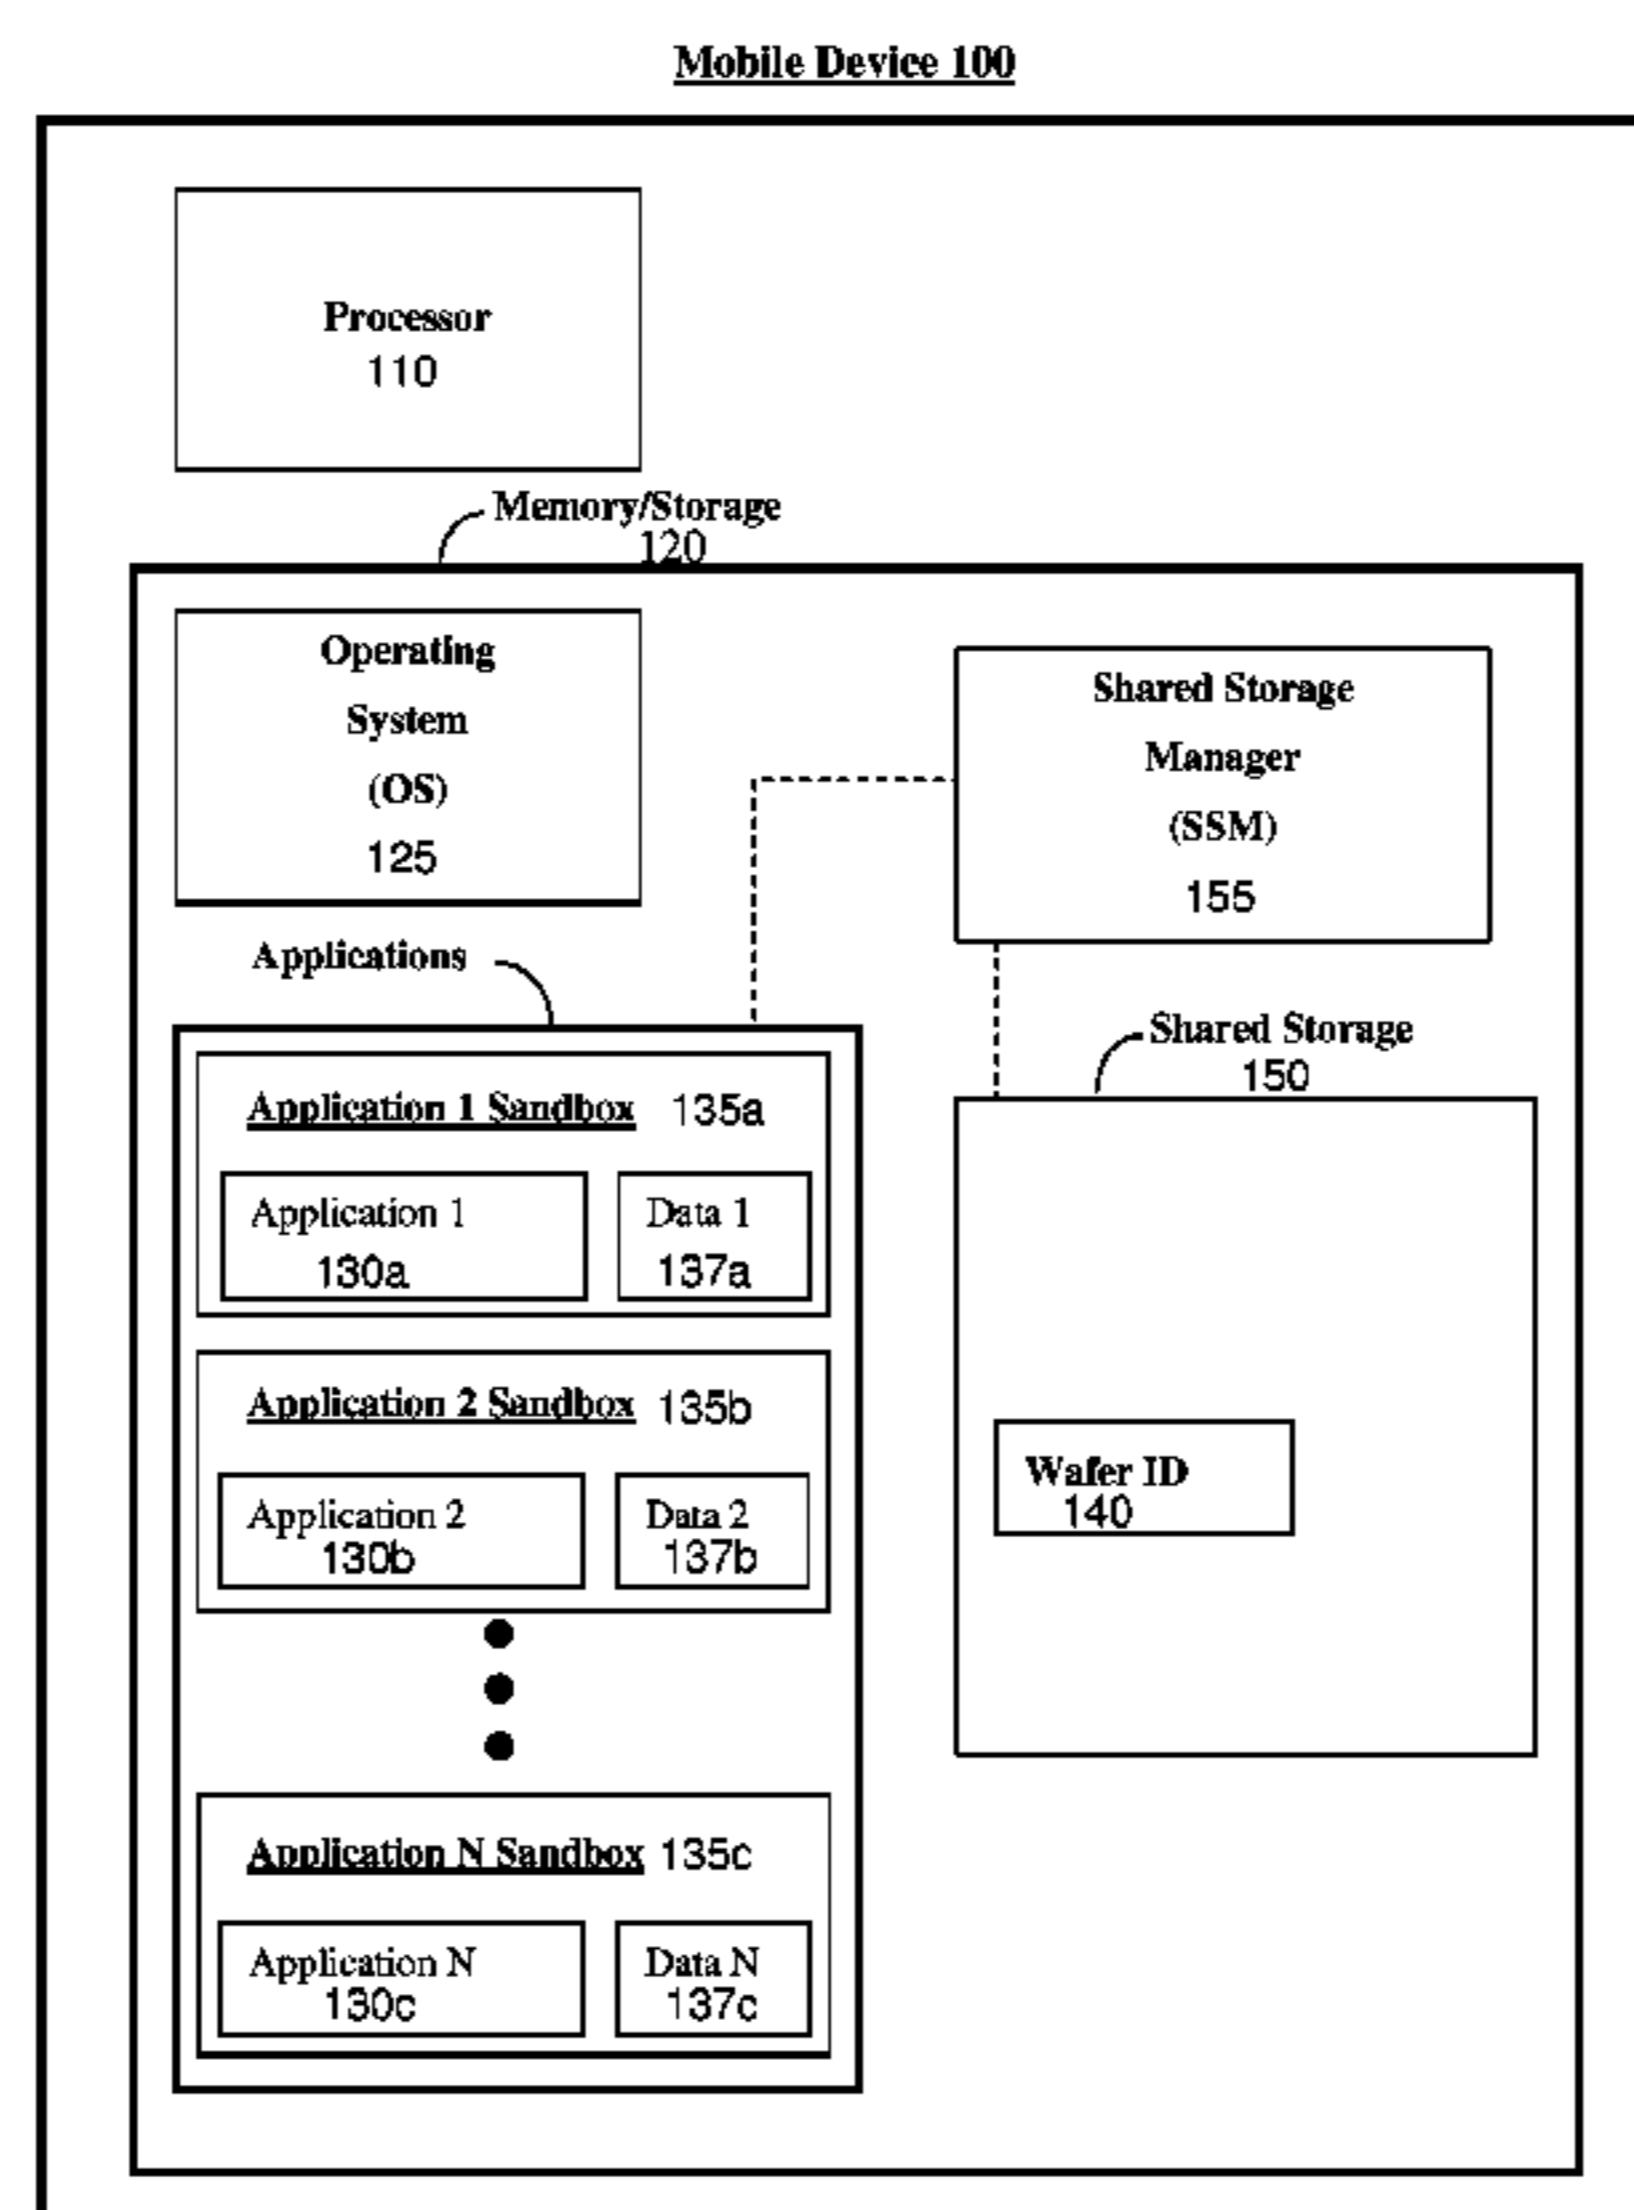 Mobile Device 100
Processor
110
Memory/Storage
120
Operating
System
(OS)
125
Shared Storage
Manager
(SSM)
155
Applications
Shared Storage
150
Application 1 Sandbox 135a
Application 1
130a
Data 1
137a
Application 2 Sandbox 135b
Application 2
130b
Data 2
137b
Wafer ID
140
Application N Sandbox 135c
Application N
130c
Data N
137c